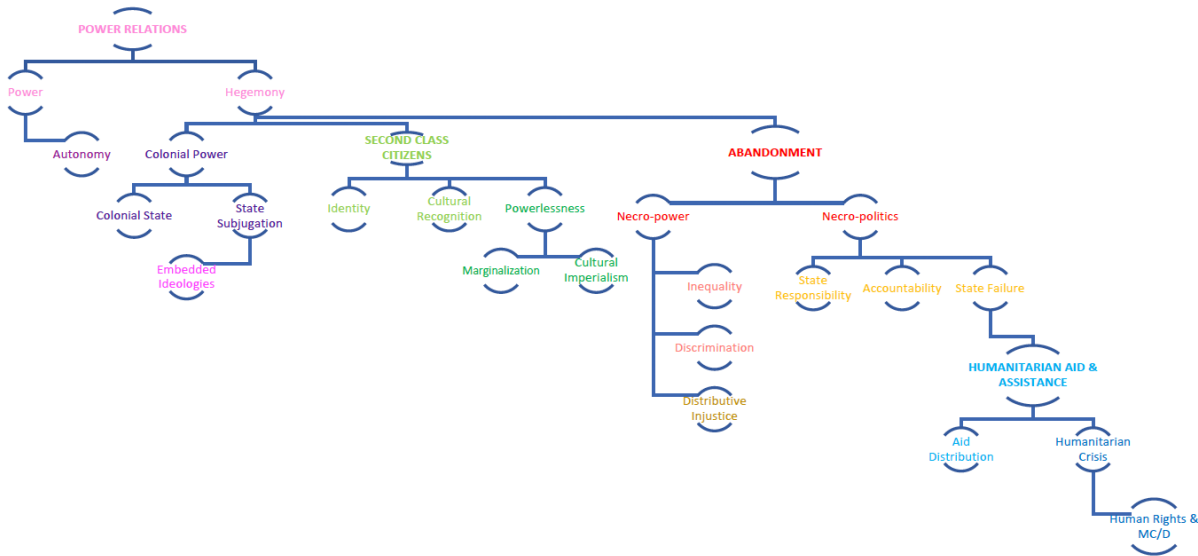 POWER RELATIONS
Power
Hegemony
Autonomy
Colonial Power
SECOND CLASS
CITIZENS
ABANDONMENT
Colonial State
State
Subjugation
Identity
Cultural
Recognition
Powerlessness
Necro-power
Necro-politics
Embedded
Ideologies
Marginalization
Cultural
Imperialism
Inequality
State
Responsibility
Accountability
State Failure
Discrimination
HUMANITARIAN AID &
ASSISTANCE
Distributive
Injustice
Aid
Distribution
Humanitarian
Crisis
Human Rights &
MC/D